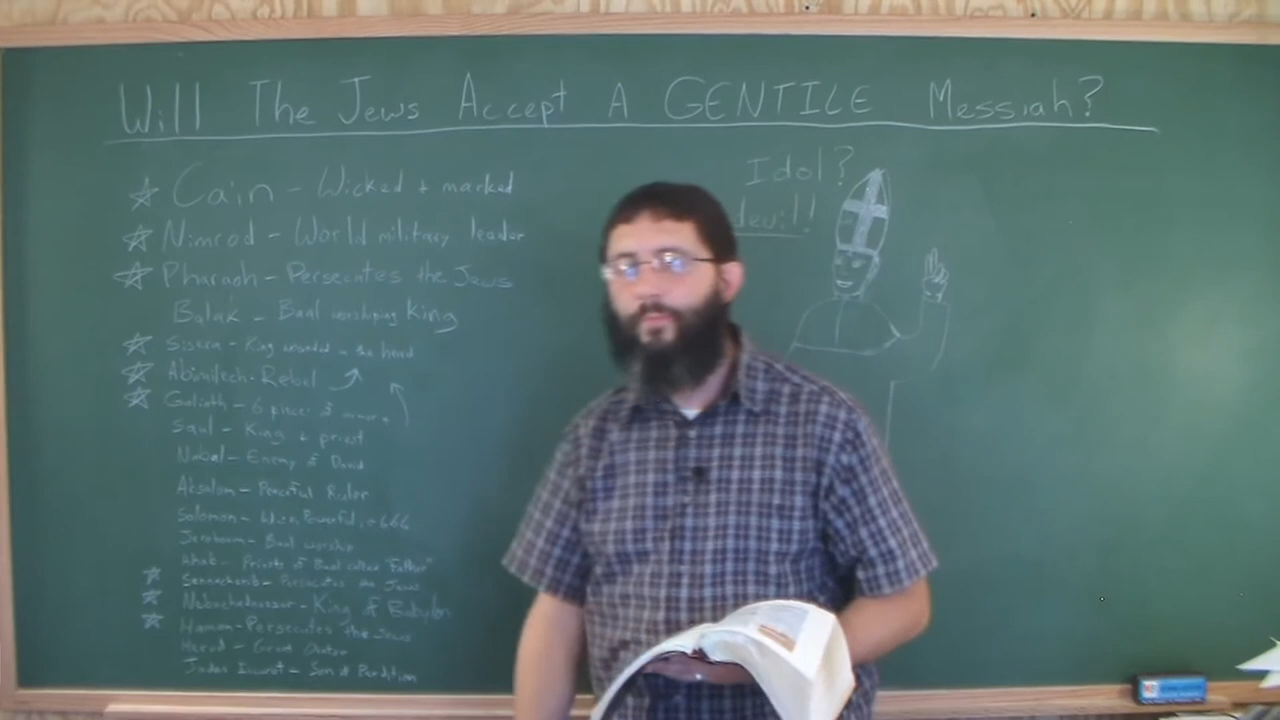 Will The Jews Accept A GENTILE Messiah?
Cain - Wicked + marked
Nimrod - World military leader
Pharaoh - Persecutes the Jews
Balak - Baal worshiping King
Sisera - King wounded in the head
Abimilech - Rebel
Goliath - 6 pieces of armor
Saul - King + priest
Nabal - Enemy of David
Absalom - Peaceful Ruler
Solomon - Wise, Powerful, 666
Jeroboam - Baal worship
Ahab - Priests of Baal called "Father"
Sennacherib - Persecutes the Jews
Nebuchadnezzar - King of Babylon
Haman - Persecutes the Jews
Herod - Great
Judas Iscariot - Son of Perdition
Idol?
devil!